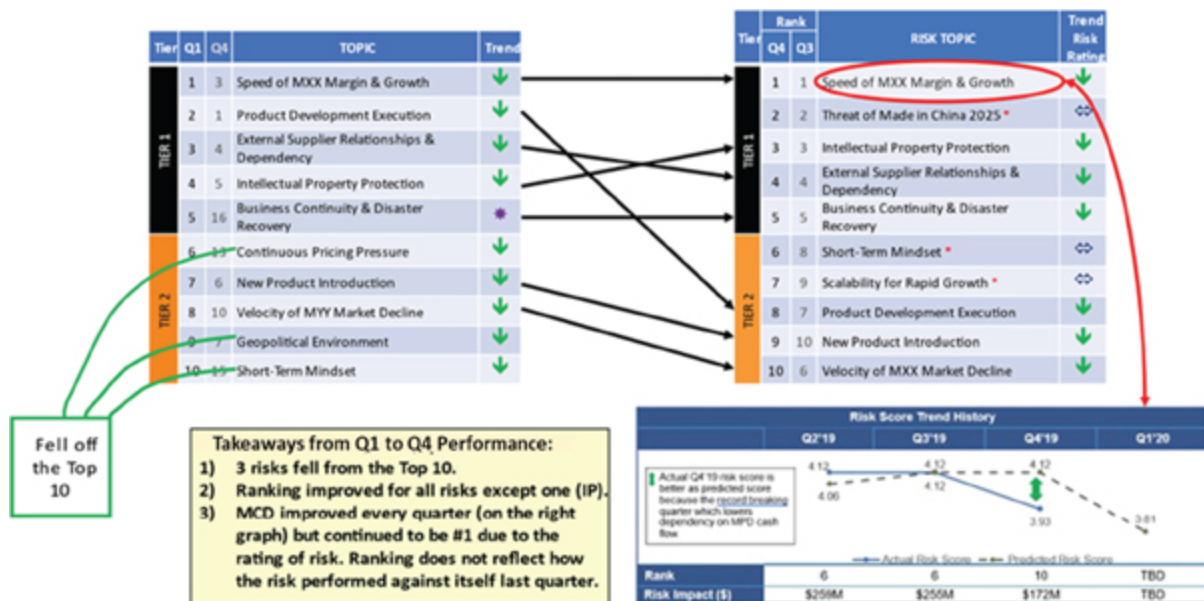 Tier Q1 Q4 TOPIC Trend
TIER 1
1 3 Speed of MXX Margin & Growth
2 1 Product Development Execution
3 4 External Supplier Relationships &
Dependency
4 5 Intellectual Property Protection
5 16 Business Continuity & Disaster
Recovery
TIER 2
6 13 Continuous Pricing Pressure
7 6 New Product Introduction
8 10 Velocity of MYY Market Decline
9 7 Geopolitical Environment
10 15 Short-Term Mindset
Fell off
the Top
10
Tier Rank RISK TOPIC Trend
Risk
Rating
Q4 Q3
TIER 1
1 1 Speed of MXX Margin & Growth
2 2 Threat of Made in China 2025 *
3 3 Intellectual Property Protection
4 4 External Supplier Relationships &
Dependency
5 5 Business Continuity & Disaster
Recovery
TIER 2
6 8 Short-Term Mindset *
7 9 Scalability for Rapid Growth *
8 7 Product Development Execution
9 10 New Product Introduction
10 6 Velocity of MXX Market Decline
Takeaways from Q1 to Q4 Performance:
1) 3 risks fell from the Top 10.
2) Ranking improved for all risks except one (IP).
3) MCD improved every quarter (on the right
graph) but continued to be #1 due to the
rating of risk. Ranking does not reflect how
the risk performed against itself last quarter.
Risk Score Trend History
Q2'19 Q3'19 Q4'19 Q1'20
4.12 4.12 4.12
4.06 4.12 3.93 3.81
Actual Q4'19 risk score is
better as predicted score
because the record breaking
quarter which lowers
dependency on MPD cash
flow
Actual Risk Score Predicted Risk Score
Rank 6 6 10 TBD
Risk Impact ($) $259M $255M $172M TBD